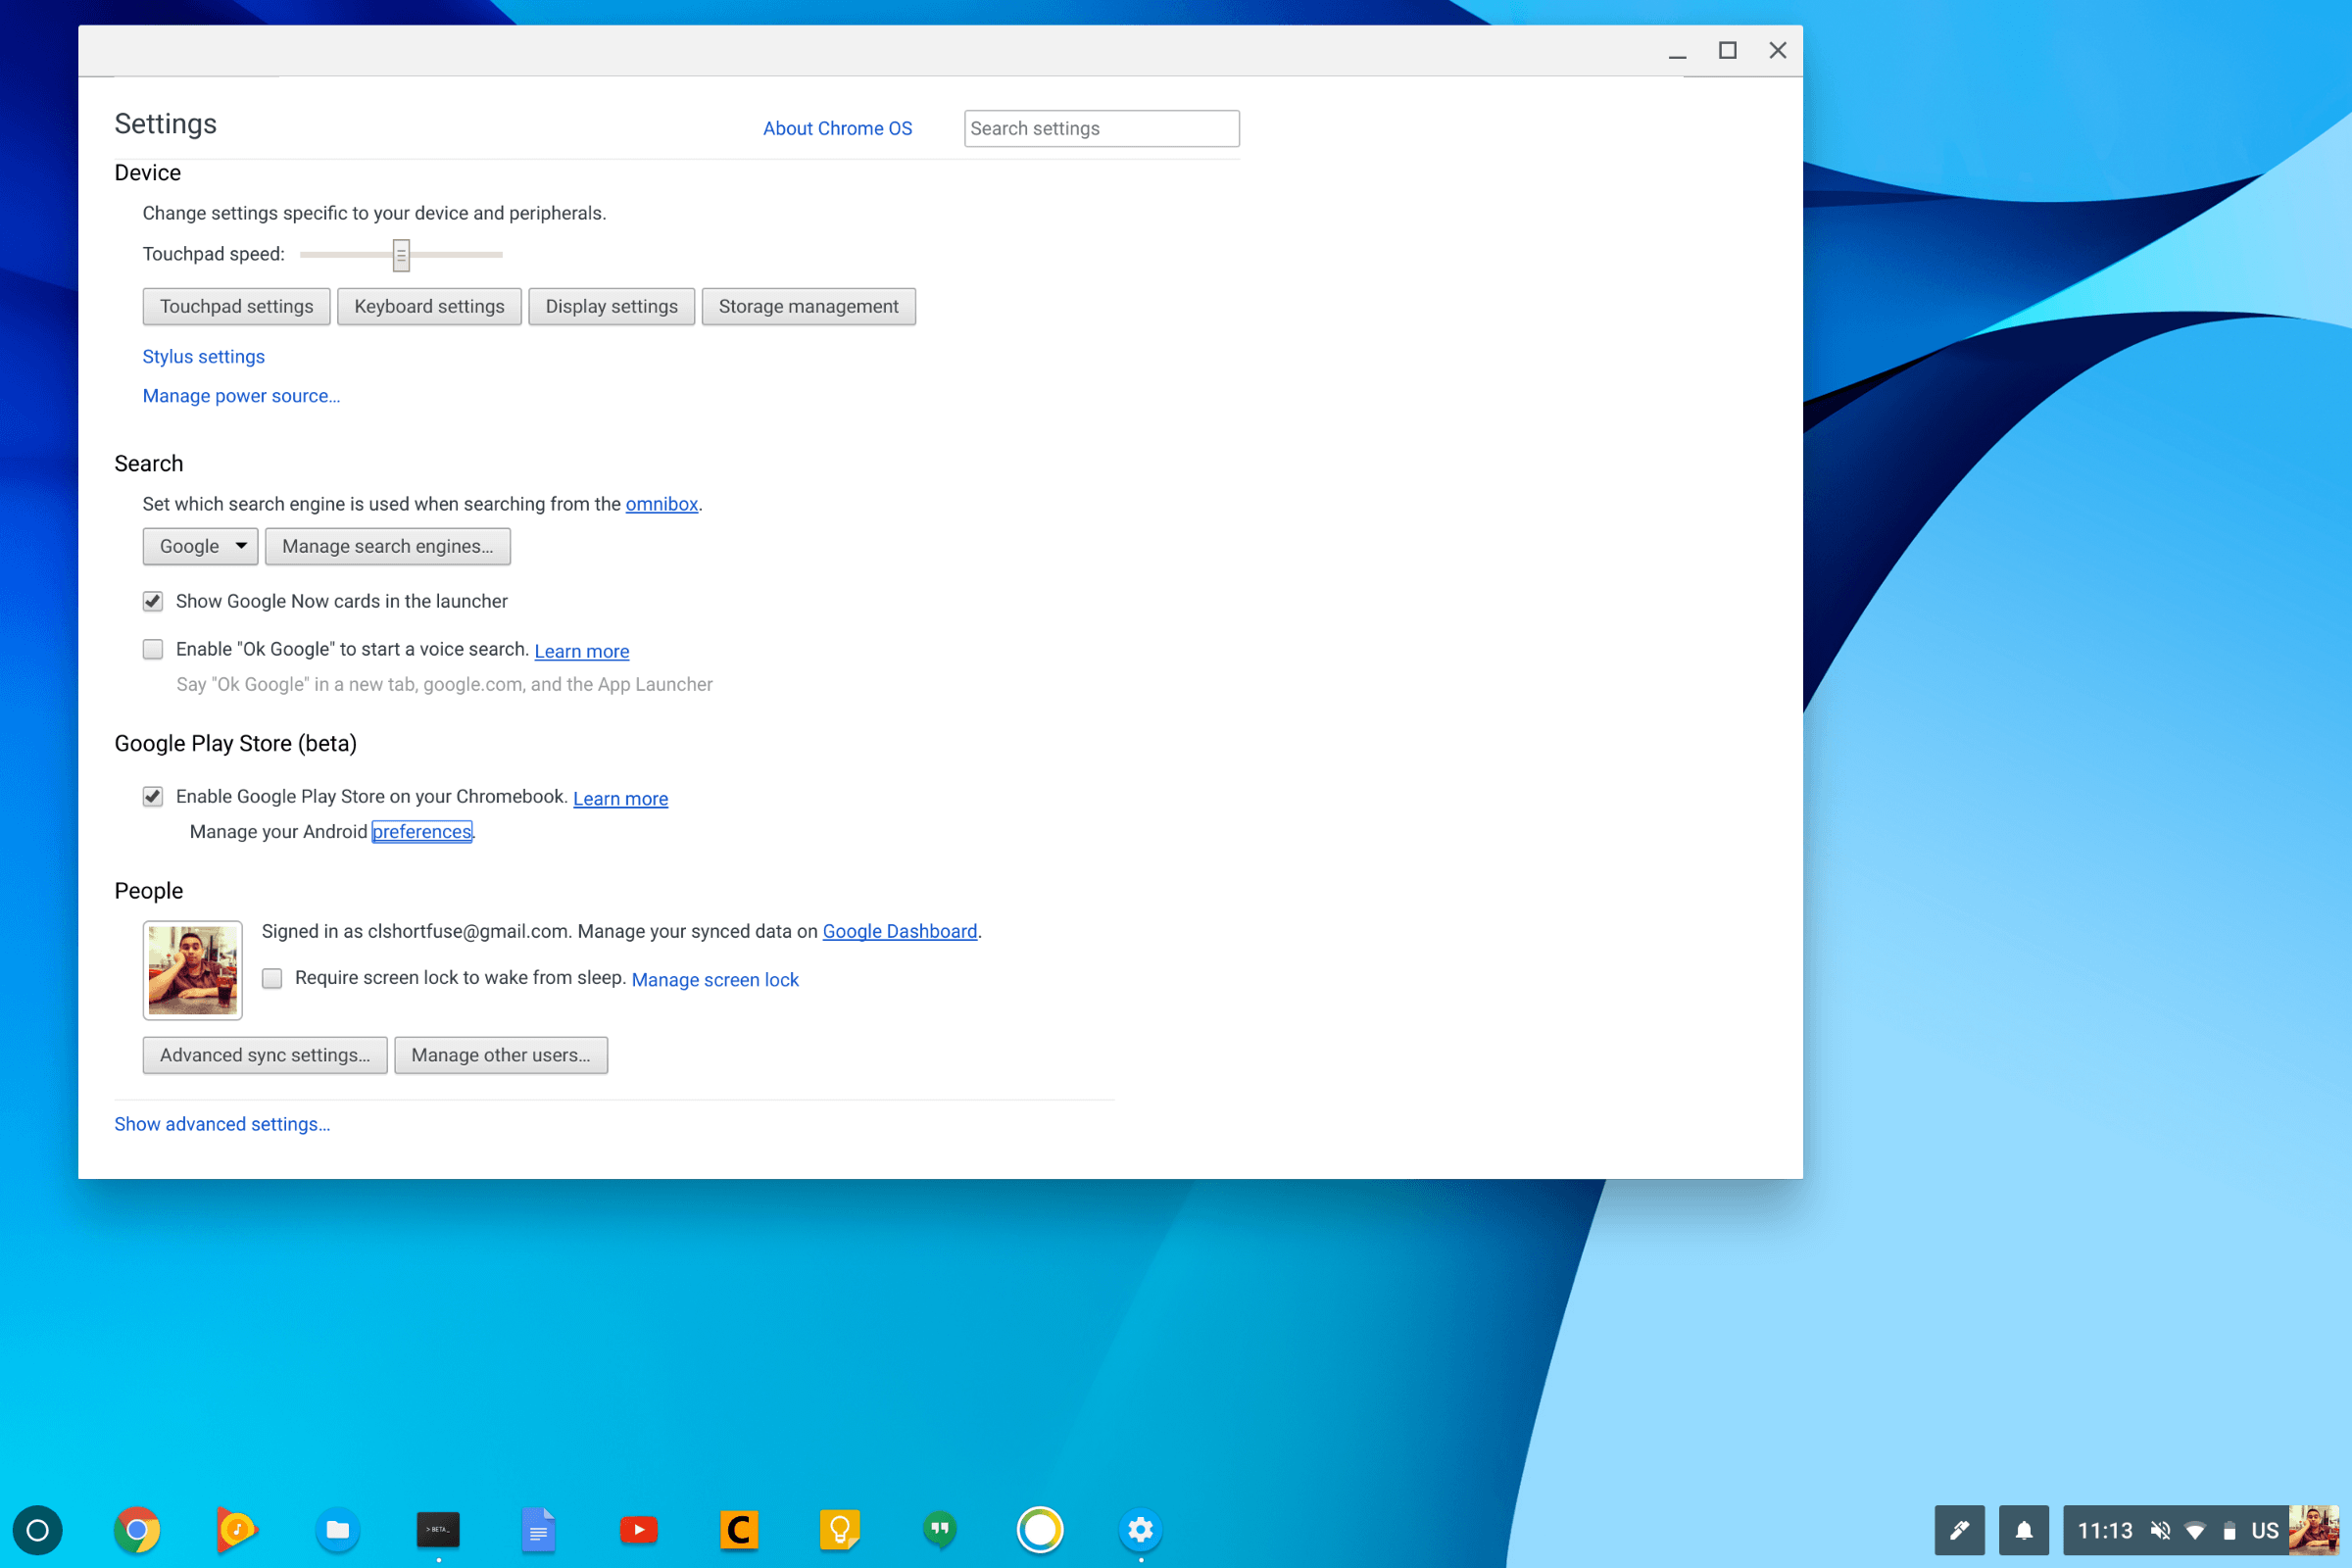 Settings
About Chrome OS
Search settings
Device
Change settings specific to your device and peripherals.
Touchpad speed:
Touchpad settings
Keyboard settings
Display settings
Storage management
Stylus settings
Manage power source...
Search
Set which search engine is used when searching from the omnibox.
Google
Manage search engines...
Show Google Now cards in the launcher
Enable "Ok Google" to start a voice search. Learn more
Say "Ok Google" in a new tab, google.com, and the App Launcher
Google Play Store (beta)
Enable Google Play Store on your Chromebook. Learn more
Manage your Android preferences.
People
Signed in as clshortfuse@gmail.com. Manage your synced data on Google Dashboard.
Require screen lock to wake from sleep. Manage screen lock
Advanced sync settings...
Manage other users...
Show advanced settings...
> BETA_
C
11:13
US